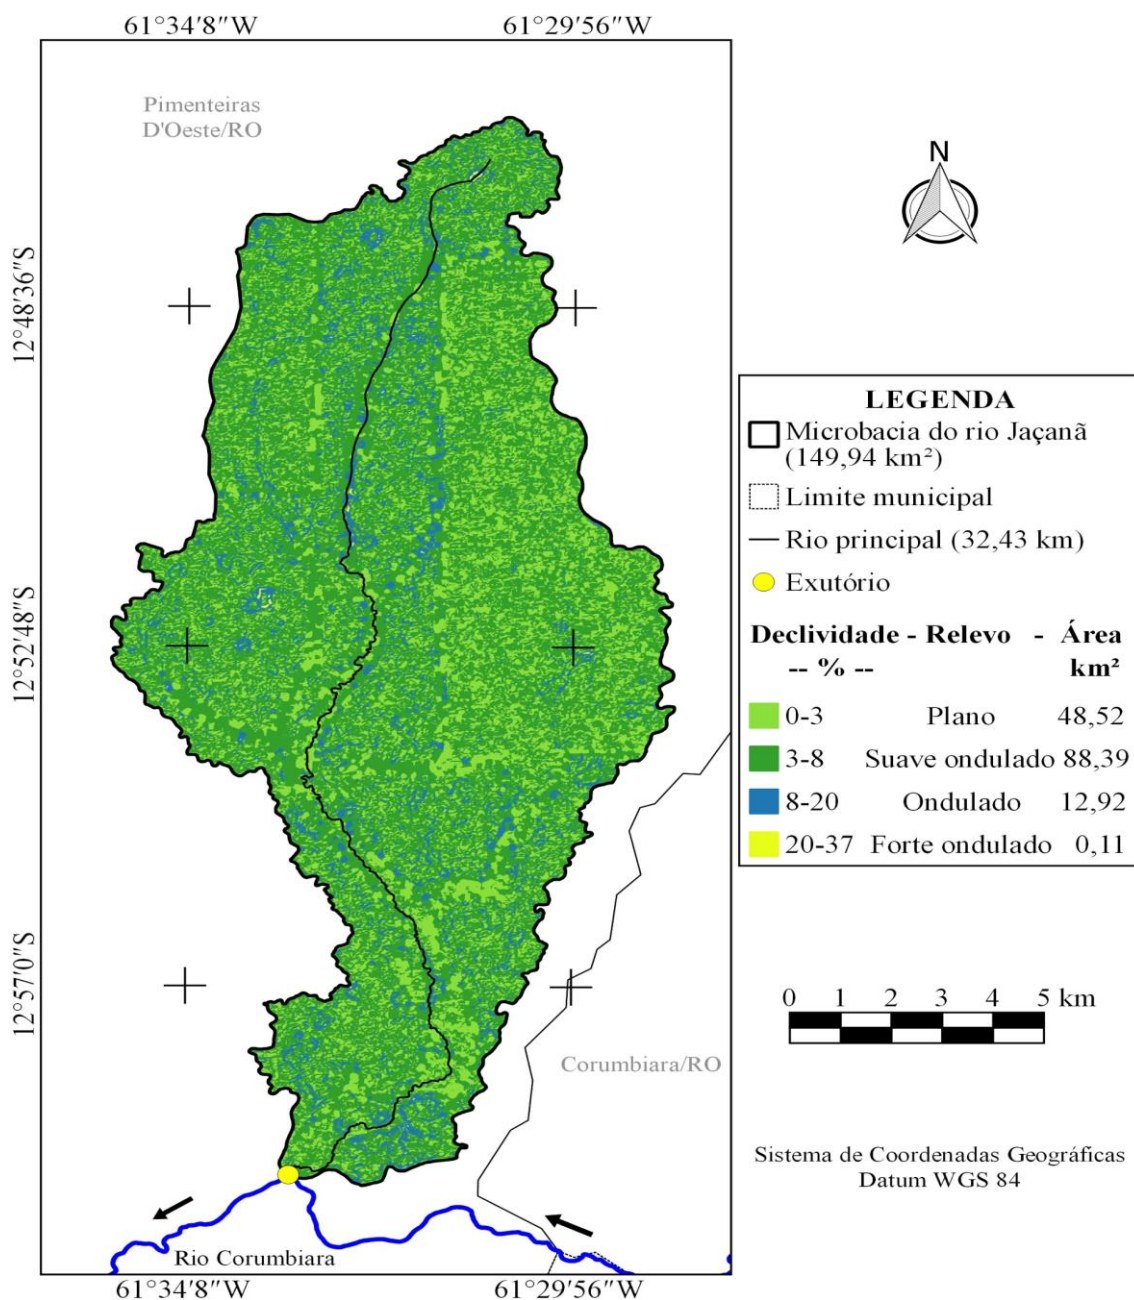 61°34'8"W
61°29'56"W
Pimenteiras
D'Oeste/RO
N
12°48'36"S
12°52'48"S
12°57'0"S
LEGENDA
Microbacia do rio Jaçanã
(149,94 km²)
Limite municipal
Rio principal (32,43 km)
Exutório
Declividade - Relevo - Área
-- % -- km²
0-3 Plano 48,52
3-8 Suave ondulado 88,39
8-20 Ondulado 12,92
20-37 Forte ondulado 0,11
0 1 2 3 4 5 km
Corumbiara/RO
Sistema de Coordenadas Geográficas
Datum WGS 84
Rio Corumbiara
61°34'8"W
61°29'56"W